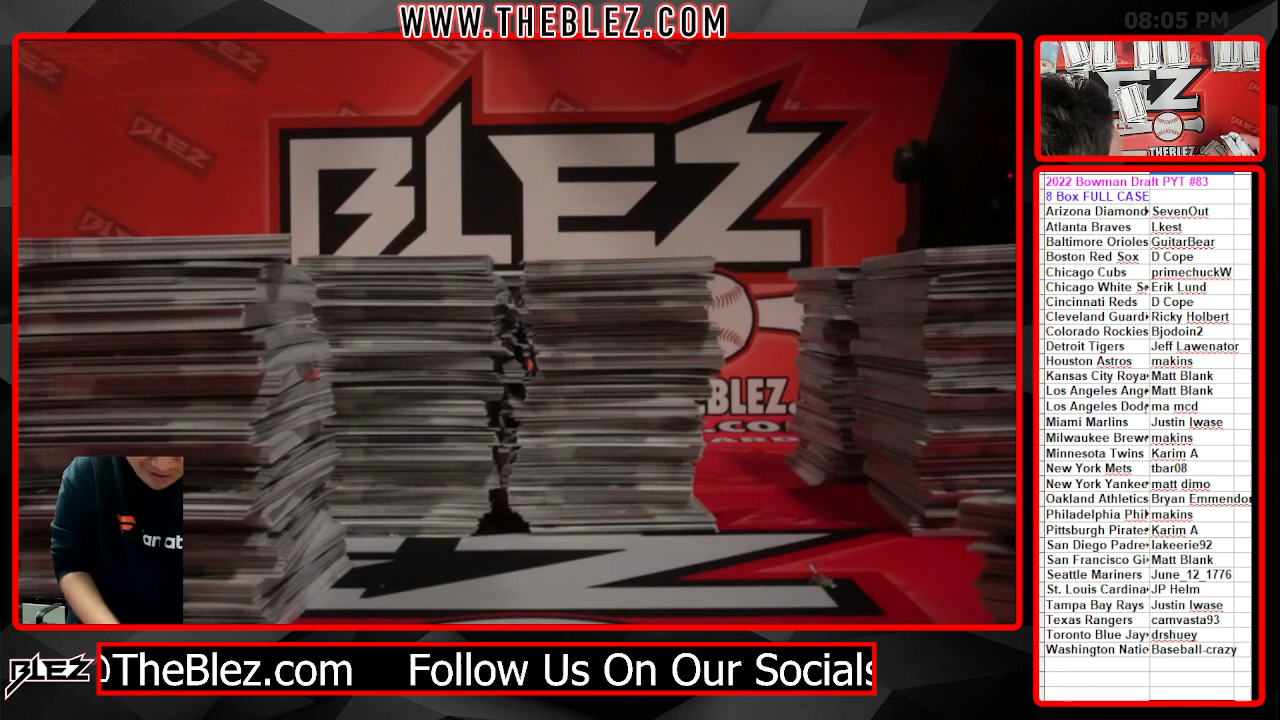 WWW.THEBLEZ.COM
08:05 PM
BLEZ
BLEZ
BLEZ
BLEZ.
.COM
EZ
THEBLEZ
2022 Bowman Draft PYT #83
8 Box FULL CASE
Arizona Diamond SevenOut
Atlanta Braves Lkest
Baltimore Orioles GuitarBear
Boston Red Sox D Cope
Chicago Cubs primechuckW
Chicago White S Erik Lund
Cincinnati Reds D Cope
Cleveland Guard Ricky Holbert
Colorado Rockies Bjodoin2
Detroit Tigers Jeff Lawenator
Houston Astros makins
Kansas City Roya Matt Blank
Los Angeles Ang Matt Blank
Los Angeles Dod ma mcd
Miami Marlins Justin Iwase
Milwaukee Brew makins
Minnesota Twins Karim A
New York Mets tbar08
New York Yankee matt dimo
Oakland Athletics Bryan Emmendor
Philadelphia Phi makins
Pittsburgh Pirate Karim A
San Diego Padre lakeerie92
San Francisco Gi Matt Blank
Seattle Mariners June_12_1776
St. Louis Cardina JP Helm
Tampa Bay Rays Justin Iwase
Texas Rangers camvasta93
Toronto Blue Jay drshuey
Washington Natio Baseball-crazy
BLEZ
TheBlez.com Follow Us On Our Socials